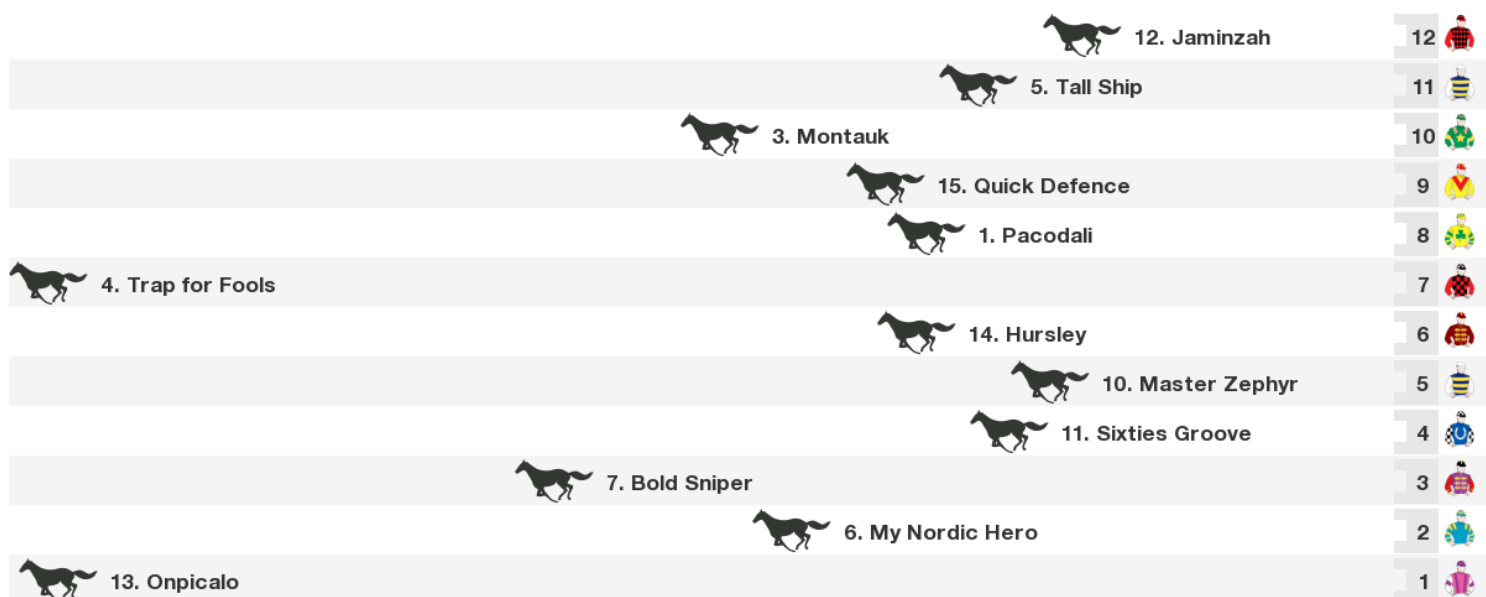 12. Jaminzah 12
5. Tall Ship 11
3. Montauk 10
15. Quick Defence 9
1. Pacodali 8
4. Trap for Fools 7
14. Hursley 6
10. Master Zephyr 5
11. Sixties Groove 4
7. Bold Sniper 3
6. My Nordic Hero 2
13. Onpicalo 1